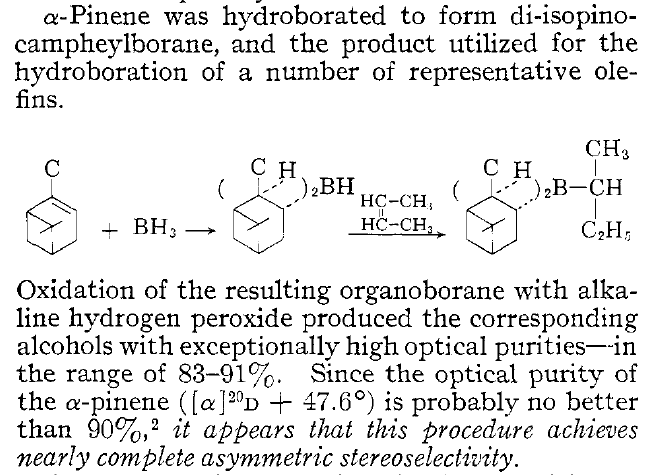 α-Pinene was hydroborated to form di-isopino-
campheylborane, and the product utilized for the
hydroboration of a number of representative ole-
fins.
C
+ BH₃
C H
( )₂BH
HC—CH₃
HC—CH₃
C H
( )₂B—CH
CH₃
C₂H₅
Oxidation of the resulting organoborane with alka-
line hydrogen peroxide produced the corresponding
alcohols with exceptionally high optical purities—in
the range of 83–91%. Since the optical purity of
the α-pinene ([α]²⁰D + 47.6°) is probably no better
than 90%,² it appears that this procedure achieves
nearly complete asymmetric stereoselectivity.